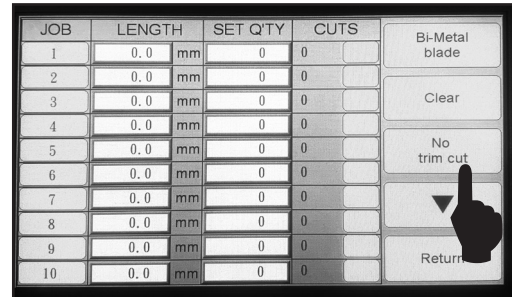 JOB LENGTH SET Q'TY CUTS
1 0.0 mm 0 0
2 0.0 mm 0 0
3 0.0 mm 0 0
4 0.0 mm 0 0
5 0.0 mm 0 0
6 0.0 mm 0 0
7 0.0 mm 0 0
8 0.0 mm 0 0
9 0.0 mm 0 0
10 0.0 mm 0 0
Bi-Metal
blade
Clear
No
trim cut
Return